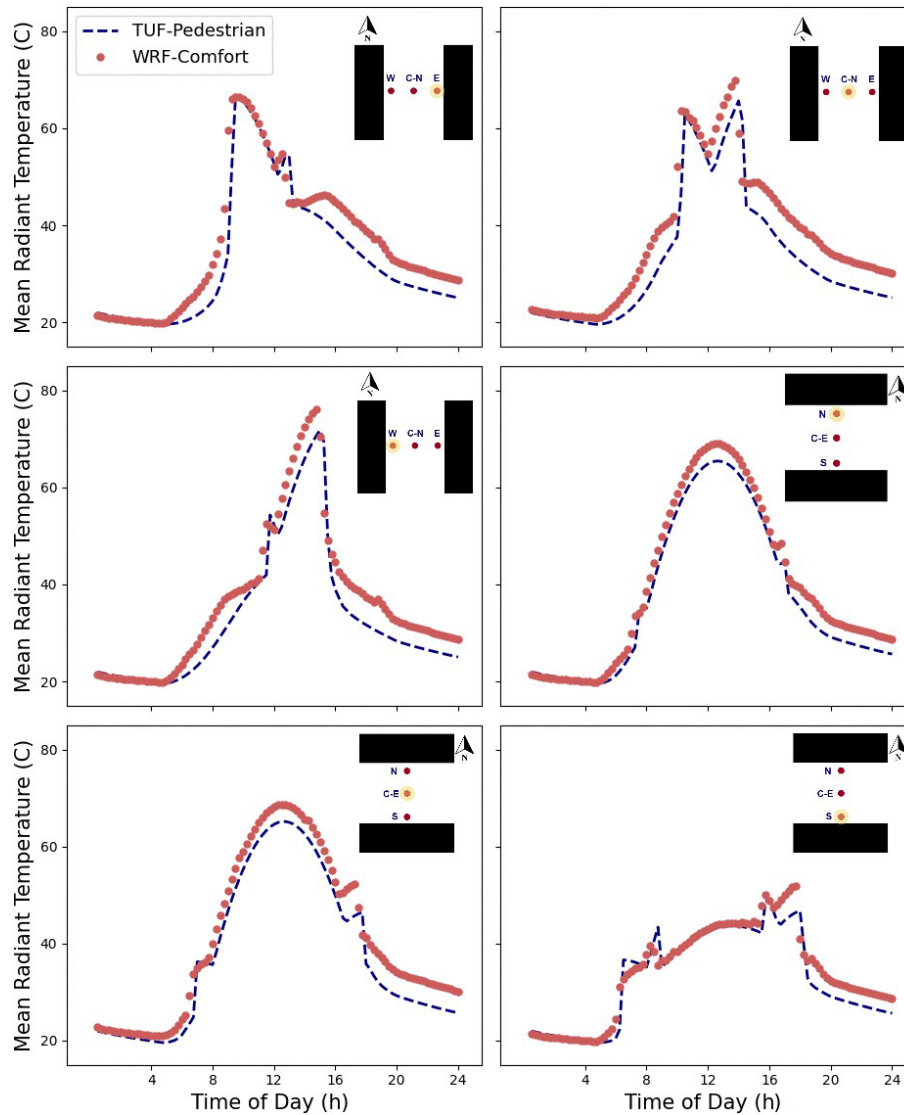 TUF-Pedestrian
WRF-Comfort
N
W C-N E
Mean Radiant Temperature (C)
80
60
40
20
N
W C-N E
N
W C-N E
Mean Radiant Temperature (C)
80
60
40
20
N
N
C-E
S
N
N
C-E
S
Mean Radiant Temperature (C)
80
60
40
20
4 8 12 16 20 24
Time of Day (h)
N
N
C-E
S
4 8 12 16 20 24
Time of Day (h)